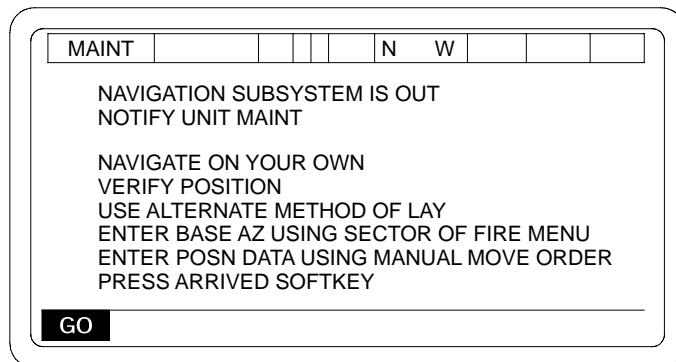 MAINT N W
NAVIGATION SUBSYSTEM IS OUT
NOTIFY UNIT MAINT
NAVIGATE ON YOUR OWN
VERIFY POSITION
USE ALTERNATE METHOD OF LAY
ENTER BASE AZ USING SECTOR OF FIRE MENU
ENTER POSN DATA USING MANUAL MOVE ORDER
PRESS ARRIVED SOFTKEY
GO